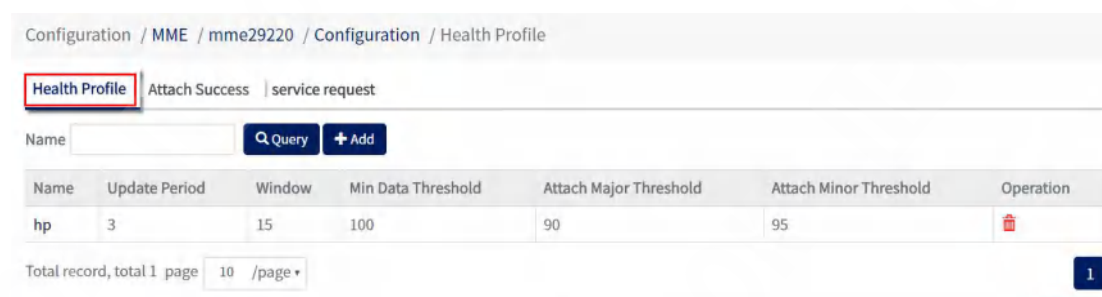 Configuration / MME / mme29220 / Configuration / Health Profile
Health Profile Attach Success service request
Name Query + Add
Name Update Period Window Min Data Threshold Attach Major Threshold Attach Minor Threshold Operation
hp 3 15 100 90 95
Total record, total 1 page 10 /page 1